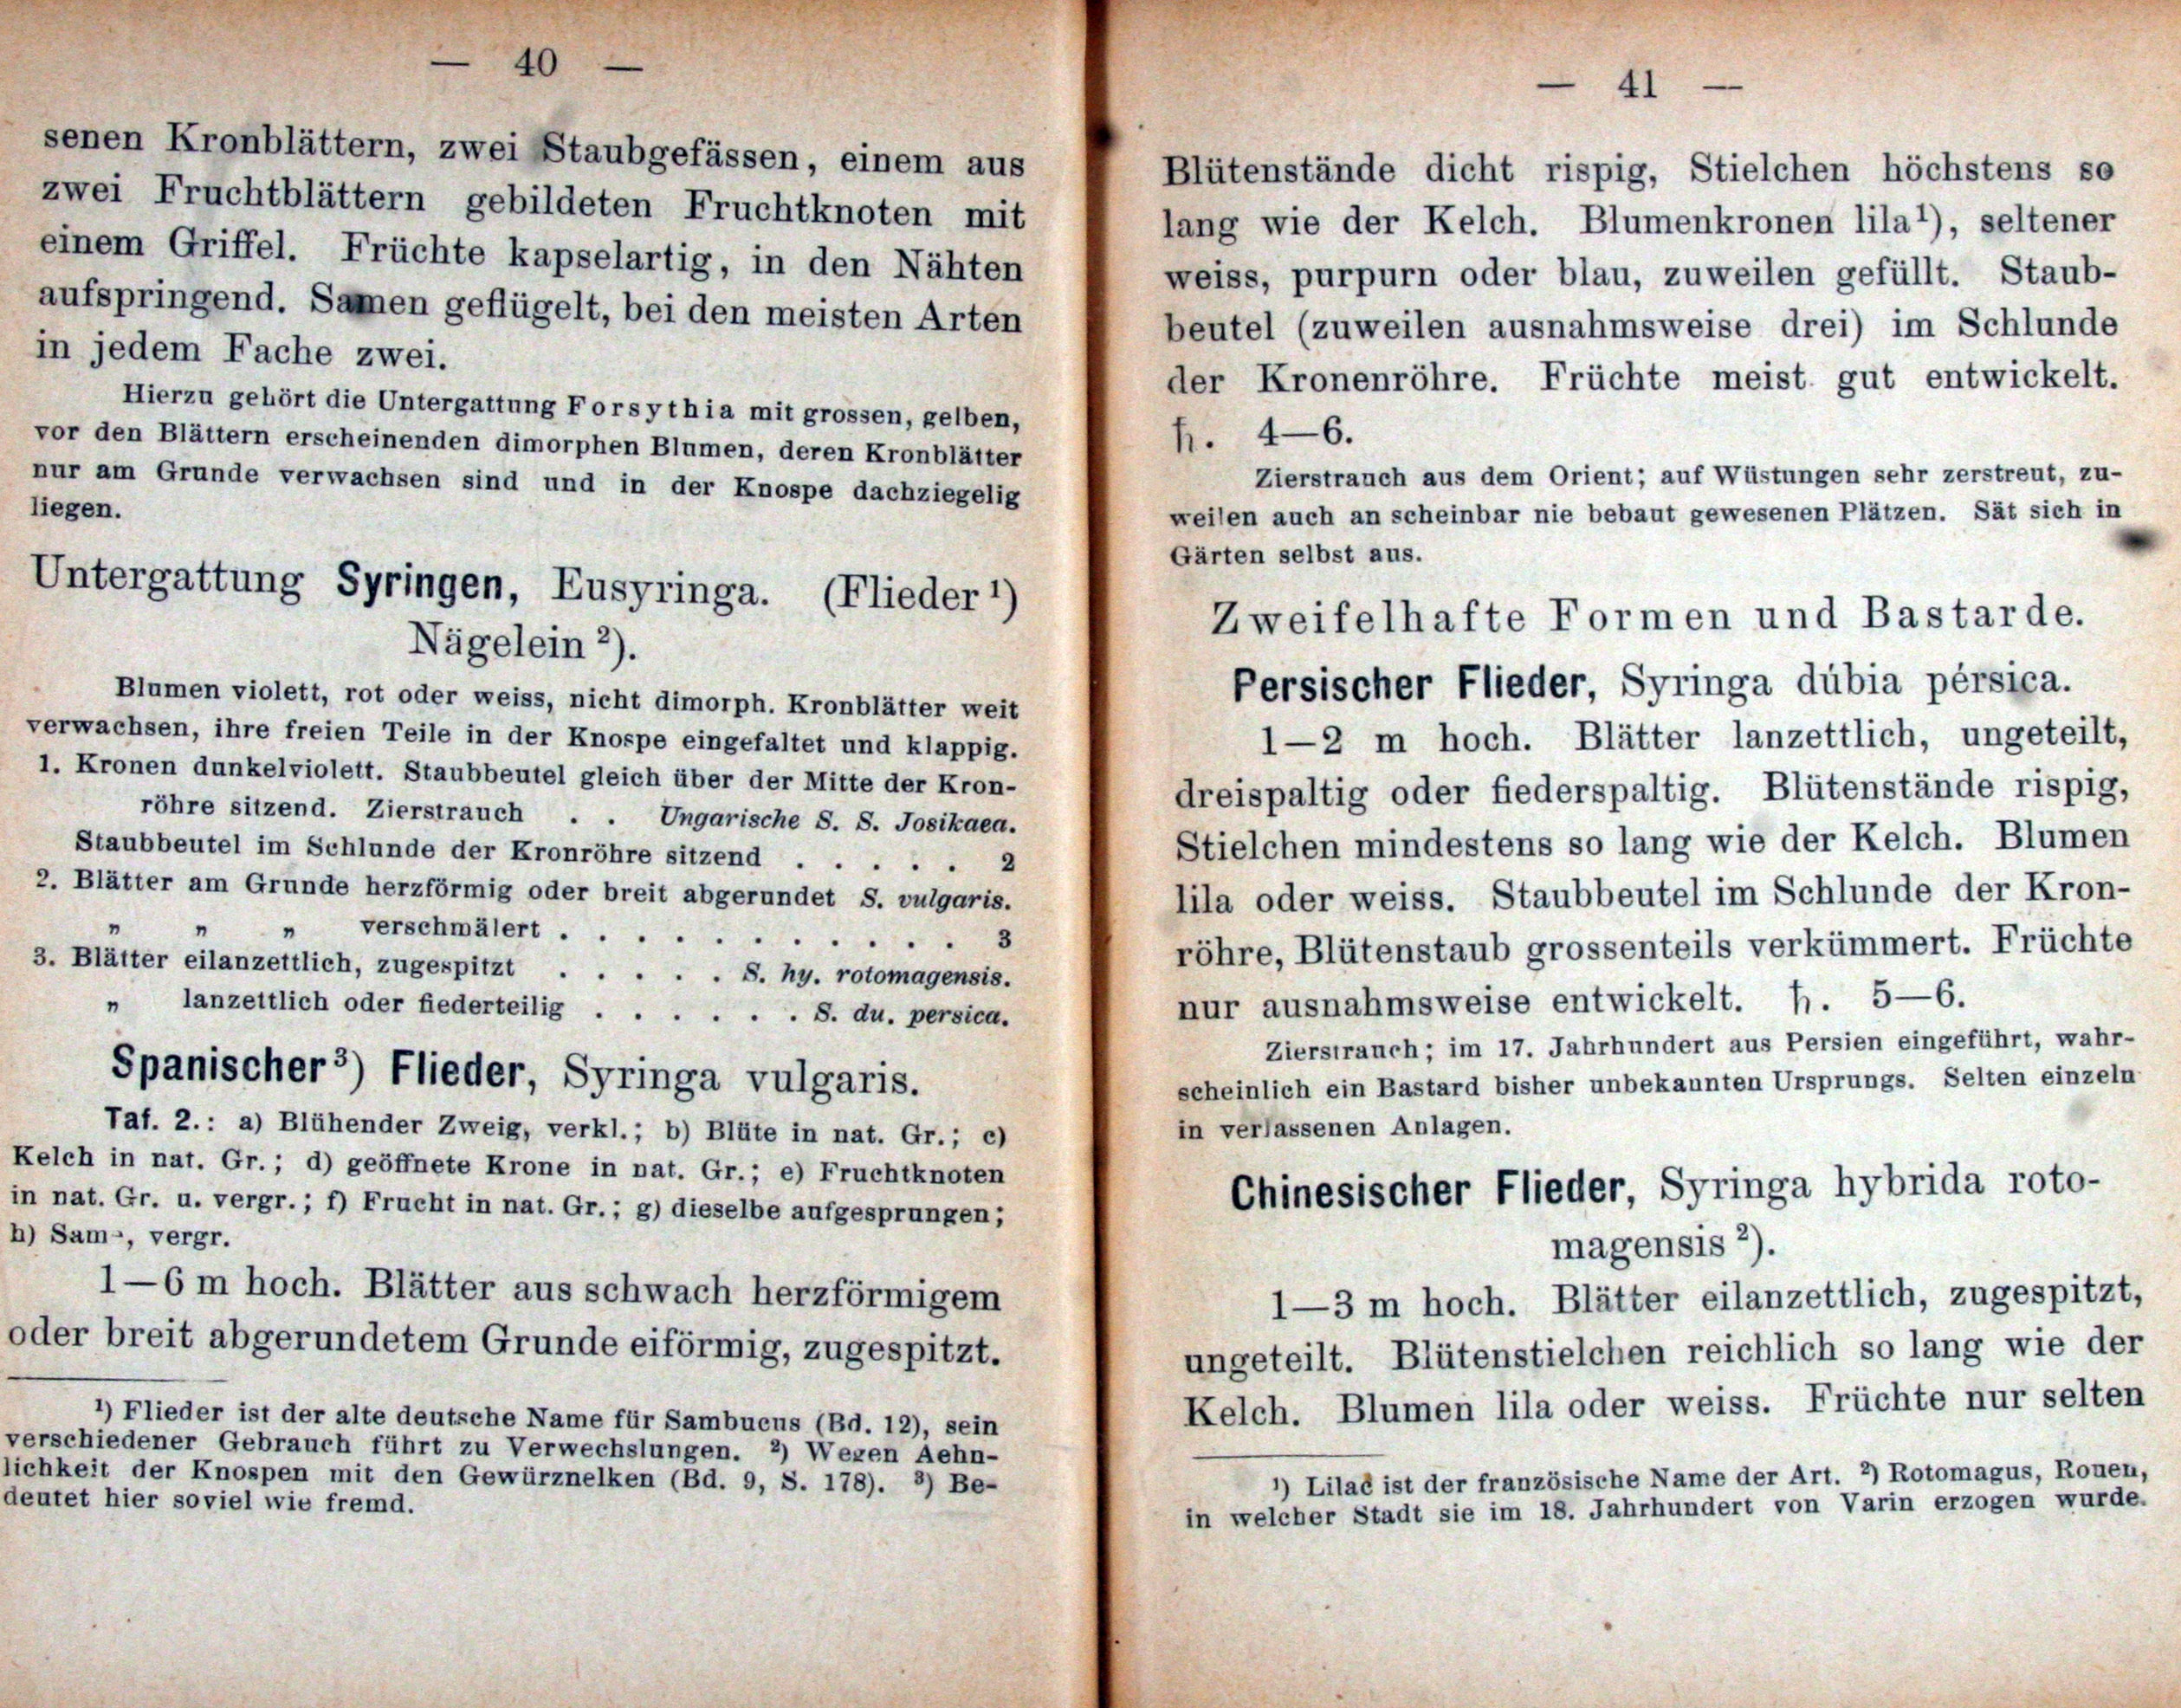 — 40 —
senen Kronblättern, zwei Staubgefässen, einem aus
zwei Fruchtblättern gebildeten Fruchtknoten mit
einem Griffel. Früchte kapselartig, in den Nähten
aufspringend. Samen geflügelt, bei den meisten Arten
in jedem Fache zwei.
Hierzu gehört die Untergattung Forsythia mit grossen, gelben,
vor den Blättern erscheinenden dimorphen Blumen, deren Kronblätter
nur am Grunde verwachsen sind und in der Knospe dachziegelig
liegen.
Untergattung Syringen, Eusyringa. (Flieder ¹)
Nägelein ²).
Blumen violett, rot oder weiss, nicht dimorph. Kronblätter weit
verwachsen, ihre freien Teile in der Knospe eingefaltet und klappig.
1. Kronen dunkelviolett. Staubbeutel gleich über der Mitte der Kron-
röhre sitzend. Zierstrauch . . Ungarische S. S. Josikaea.
Staubbeutel im Schlunde der Kronröhre sitzend . . . . . . 2
2. Blätter am Grunde herzförmig oder breit abgerundet S. vulgaris.
„ „ „ verschmälert . . . . . . . . . . . 3
3. Blätter eilanzettlich, zugespitzt . . . . . S. hy. rotomagensis.
„ lanzettlich oder fiederteilig . . . . . . S. du. persica.
Spanischer³) Flieder, Syringa vulgaris.
Taf. 2.: a) Blühender Zweig, verkl.; b) Blüte in nat. Gr.; c)
Kelch in nat. Gr.; d) geöffnete Krone in nat. Gr.; e) Fruchtknoten
in nat. Gr. u. vergr.; f) Frucht in nat. Gr.; g) dieselbe aufgesprungen;
h) Sam-, vergr.
1—6 m hoch. Blätter aus schwach herzförmigem
oder breit abgerundetem Grunde eiförmig, zugespitzt.
¹) Flieder ist der alte deutsche Name für Sambucus (Bd. 12), sein
verschiedener Gebrauch führt zu Verwechslungen. ²) Wegen Aehn-
lichkeit der Knospen mit den Gewürznelken (Bd. 9, S. 178). ³) Be-
deutet hier soviel wie fremd.
— 41 —
Blütenstände dicht rispig, Stielchen höchstens so
lang wie der Kelch. Blumenkronen lila¹), seltener
weiss, purpurn oder blau, zuweilen gefüllt. Staub-
beutel (zuweilen ausnahmsweise drei) im Schlunde
der Kronenröhre. Früchte meist gut entwickelt.
ђ. 4—6.
Zierstrauch aus dem Orient; auf Wüstungen sehr zerstreut, zu-
weilen auch an scheinbar nie bebaut gewesenen Plätzen. Sät sich in
Gärten selbst aus.
Zweifelhafte Formen und Bastarde.
Persischer Flieder, Syringa dúbia pérsica.
1—2 m hoch. Blätter lanzettlich, ungeteilt,
dreispaltig oder fiederspaltig. Blütenstände rispig,
Stielchen mindestens so lang wie der Kelch. Blumen
lila oder weiss. Staubbeutel im Schlunde der Kron-
röhre, Blütenstaub grossenteils verkümmert. Früchte
nur ausnahmsweise entwickelt. ђ. 5—6.
Zierstrauch; im 17. Jahrhundert aus Persien eingeführt, wahr-
scheinlich ein Bastard bisher unbekannten Ursprungs. Selten einzeln
in verlassenen Anlagen.
Chinesischer Flieder, Syringa hybrida roto-
magensis ²).
1—3 m hoch. Blätter eilanzettlich, zugespitzt,
ungeteilt. Blütenstielchen reichlich so lang wie der
Kelch. Blumen lila oder weiss. Früchte nur selten
¹) Lilac ist der französische Name der Art. ²) Rotomagus, Rouen,
in welcher Stadt sie im 18. Jahrhundert von Varin erzogen wurde.